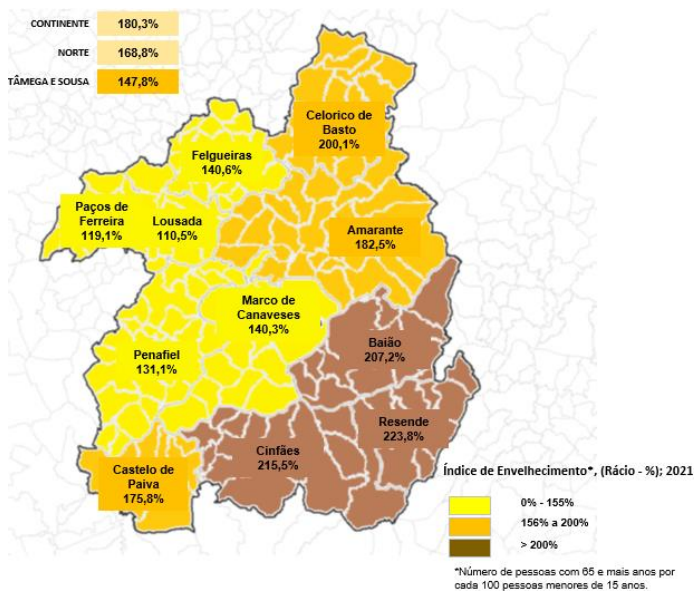 CONTINENTE 180,3%
NORTE 168,8%
TÂMEGA E SOUSA 147,8%
Celorico de
Basto
200,1%
Felgueiras
140,6%
Paços de
Ferreira
119,1%
Lousada
110,5%
Amarante
182,5%
Marco de
Canaveses
140,3%
Baião
207,2%
Penafiel
131,1%
Resende
223,8%
Cinfães
215,5%
Castelo de
Paiva
175,8%
Índice de Envelhecimento*, (Rácio - %); 2021
0% - 155%
156% a 200%
> 200%
*Número de pessoas com 65 e mais anos por
cada 100 pessoas menores de 15 anos.